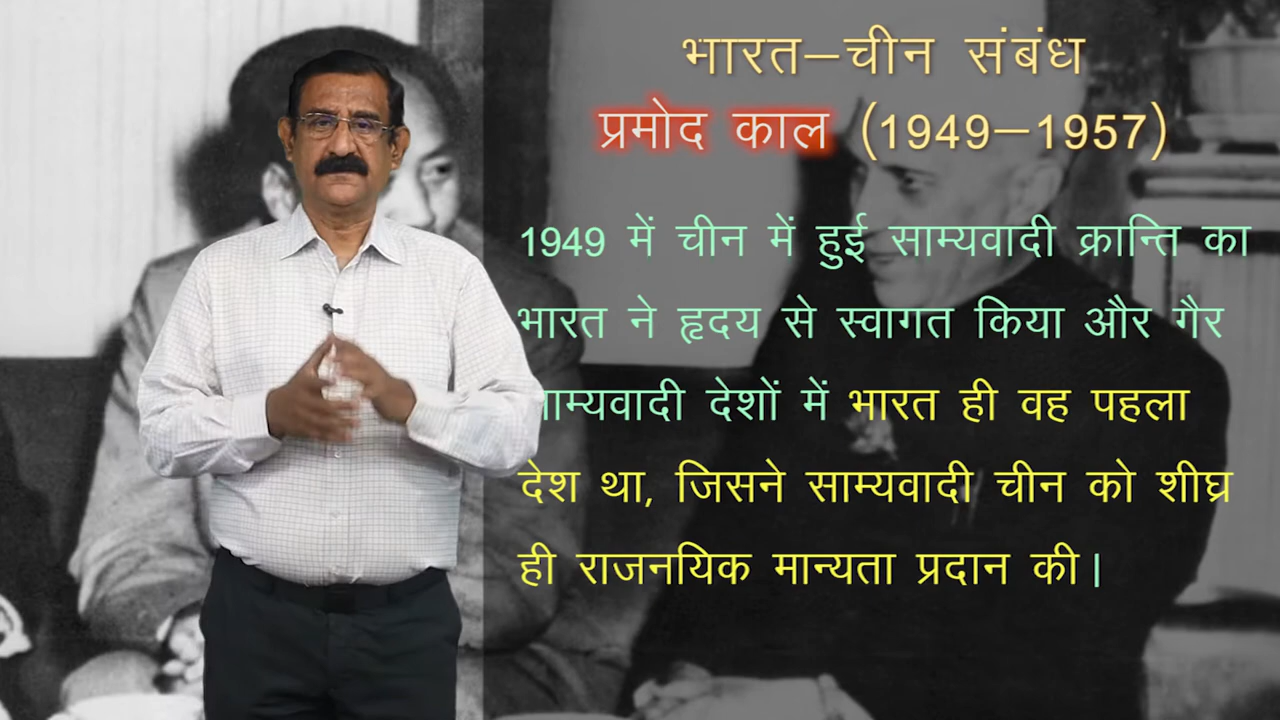 भारत–चीन संबंध
प्रमोद काल (1949–1957)
1949 में चीन में हुई साम्यवादी क्रान्ति का
भारत ने हृदय से स्वागत किया और गैर
साम्यवादी देशों में भारत ही वह पहला
देश था, जिसने साम्यवादी चीन को शीघ्र
ही राजनयिक मान्यता प्रदान की।